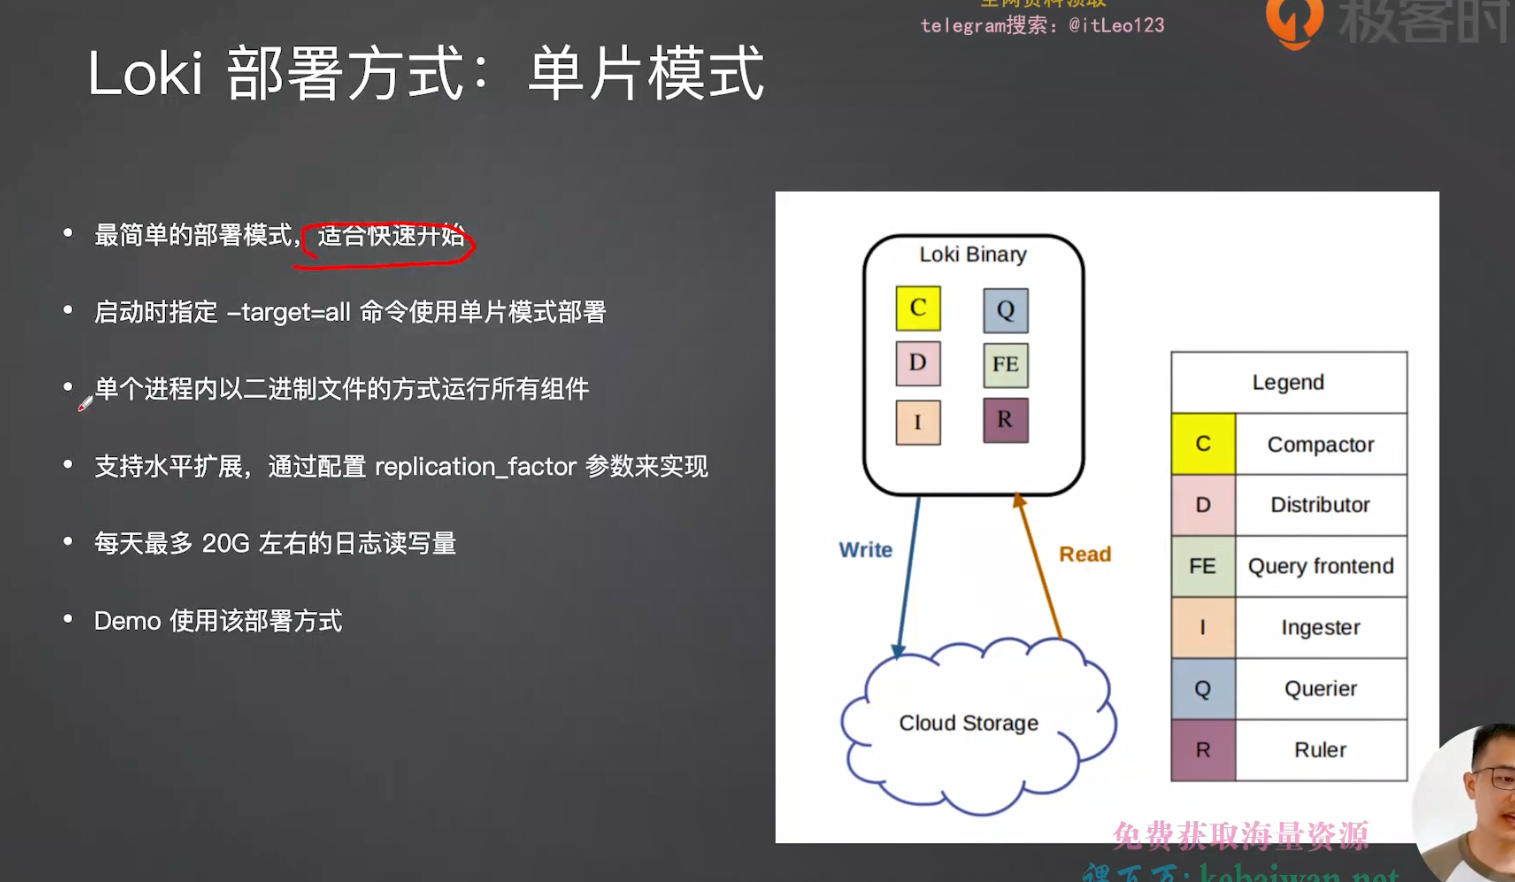 全网资料领取
telegram搜索：@itLeo123
极客时
Loki 部署方式：单片模式
• 最简单的部署模式，适合快速开始
• 启动时指定 –target=all 命令使用单片模式部署
• 单个进程内以二进制文件的方式运行所有组件
• 支持水平扩展，通过配置 replication_factor 参数来实现
• 每天最多 20G 左右的日志读写量
• Demo 使用该部署方式
Loki Binary
C Q
D FE
I R
Write
Read
Cloud Storage
Legend
C Compactor
D Distributor
FE Query frontend
I Ingester
Q Querier
R Ruler
免费获取海量资源
课百万：kebaiwan.net